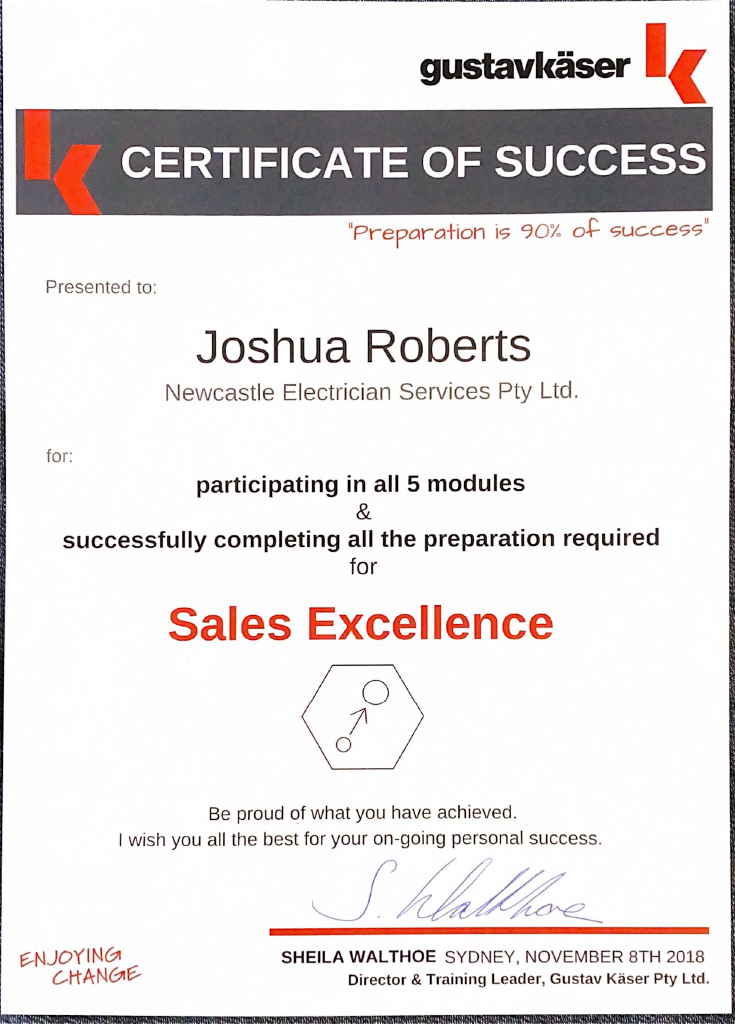 gustavkäser
CERTIFICATE OF SUCCESS
"Preparation is 90% of success"
Presented to:
Joshua Roberts
Newcastle Electrician Services Pty Ltd.
for:
participating in all 5 modules
&
successfully completing all the preparation required
for
Sales Excellence
Be proud of what you have achieved.
I wish you all the best for your on-going personal success.
S. Walthoe
SHEILA WALTHOE SYDNEY, NOVEMBER 8TH 2018
Director & Training Leader, Gustav Käser Pty Ltd.
ENJOYING
CHANGE